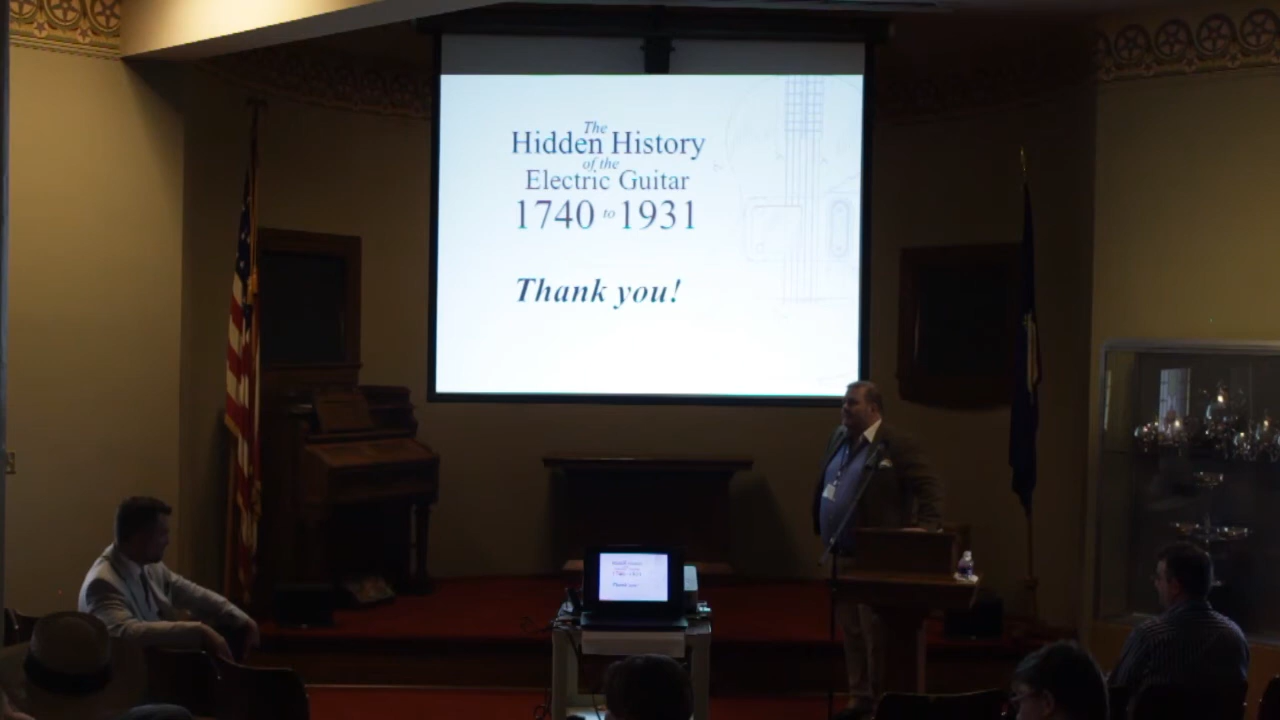 The
Hidden History
of the
Electric Guitar
1740 to 1931
Thank you!